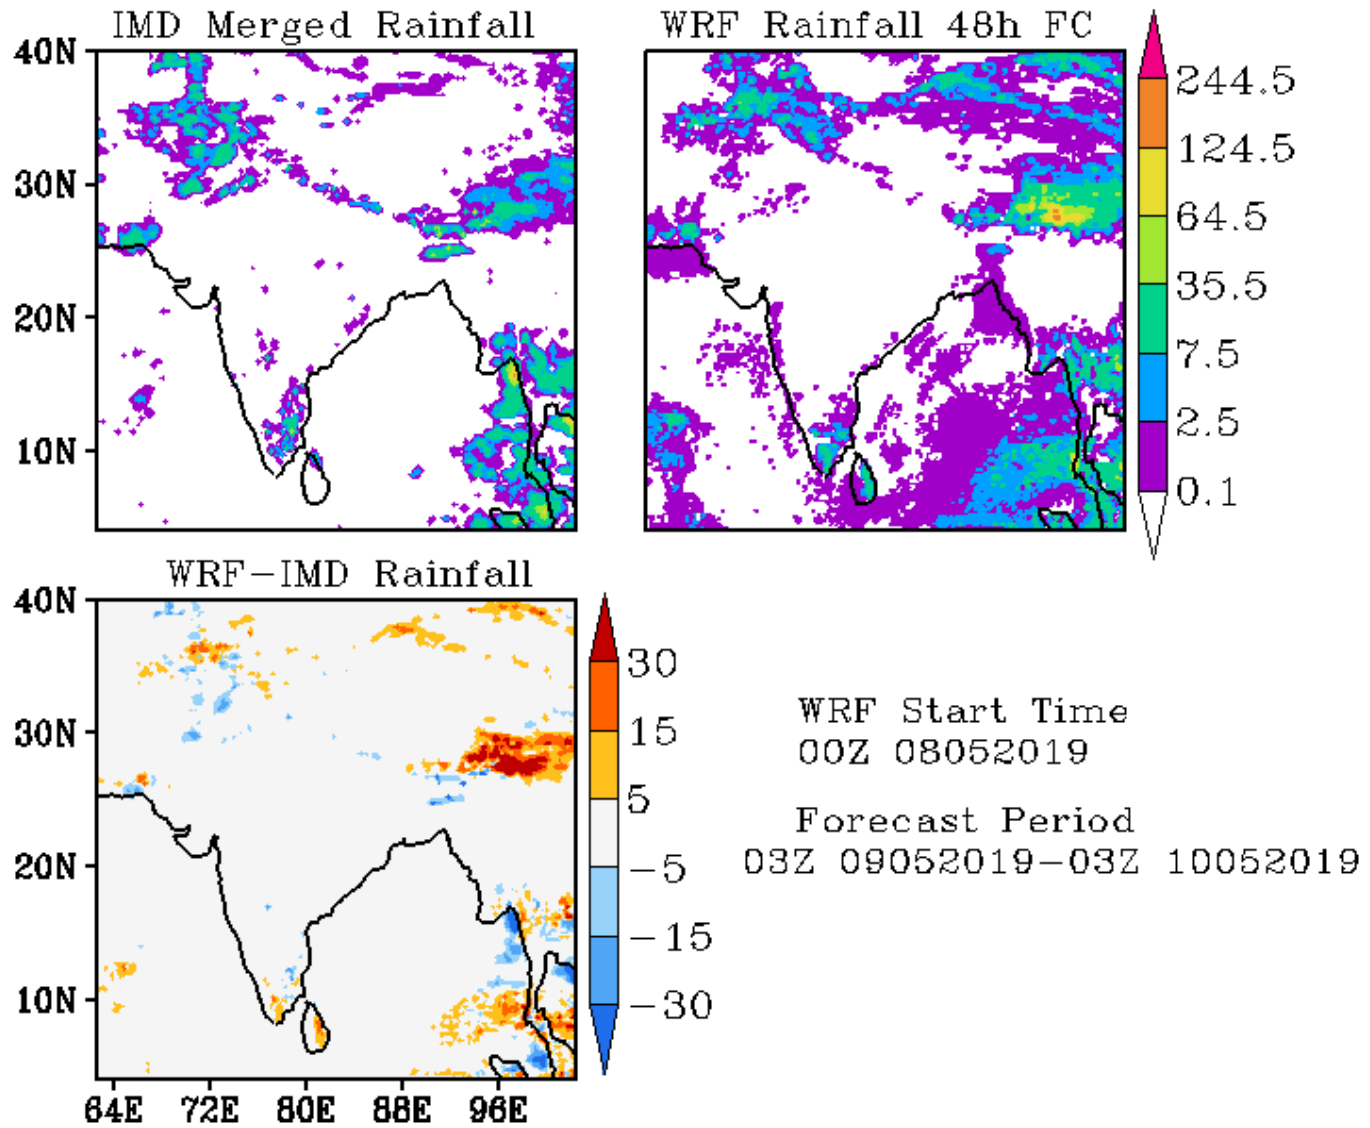 IMD Merged Rainfall
WRF Rainfall 48h FC
40N
30N
20N
10N
244.5
124.5
64.5
35.5
7.5
2.5
0.1
WRF-IMD Rainfall
40N
30N
20N
10N
64E 72E 80E 88E 96E
30
15
5
-5
-15
-30
WRF Start Time
00Z 08052019
Forecast Period
03Z 09052019-03Z 10052019